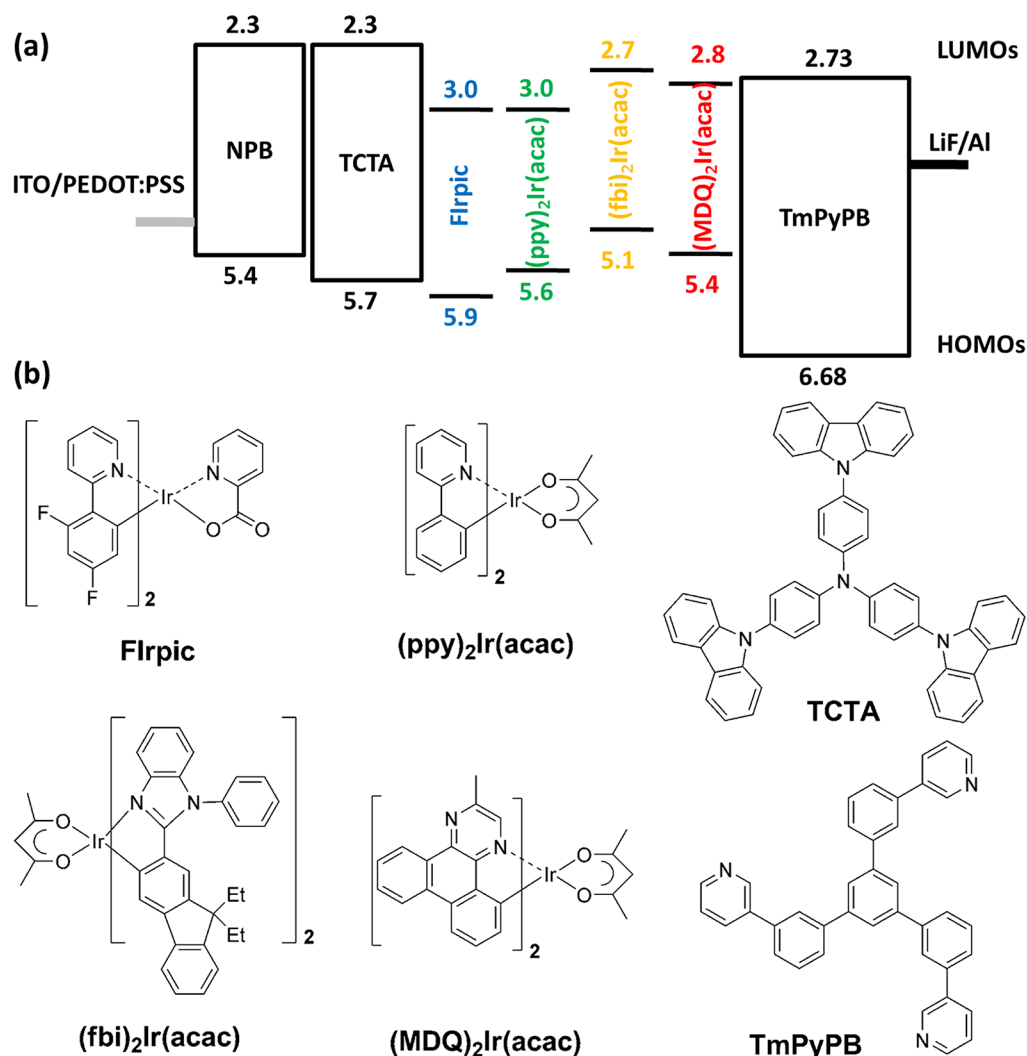 (a)
2.3
2.3
3.0
3.0
2.7
2.8
2.73
LUMOs
NPB
TCTA
FIrpic
(ppy)2Ir(acac)
(fbi)2Ir(acac)
(MDQ)2Ir(acac)
TmPyPB
LiF/Al
ITO/PEDOT:PSS
5.4
5.7
5.9
5.6
5.1
5.4
6.68
HOMOs
(b)
N
N
Ir
O
O
F
F
2
FIrpic
N
Ir
O
O
2
(ppy)2Ir(acac)
N
N
N
N
TCTA
O
O
Ir
N
N
Et
Et
2
(fbi)2Ir(acac)
N
N
Ir
O
O
2
(MDQ)2Ir(acac)
N
N
N
TmPyPB